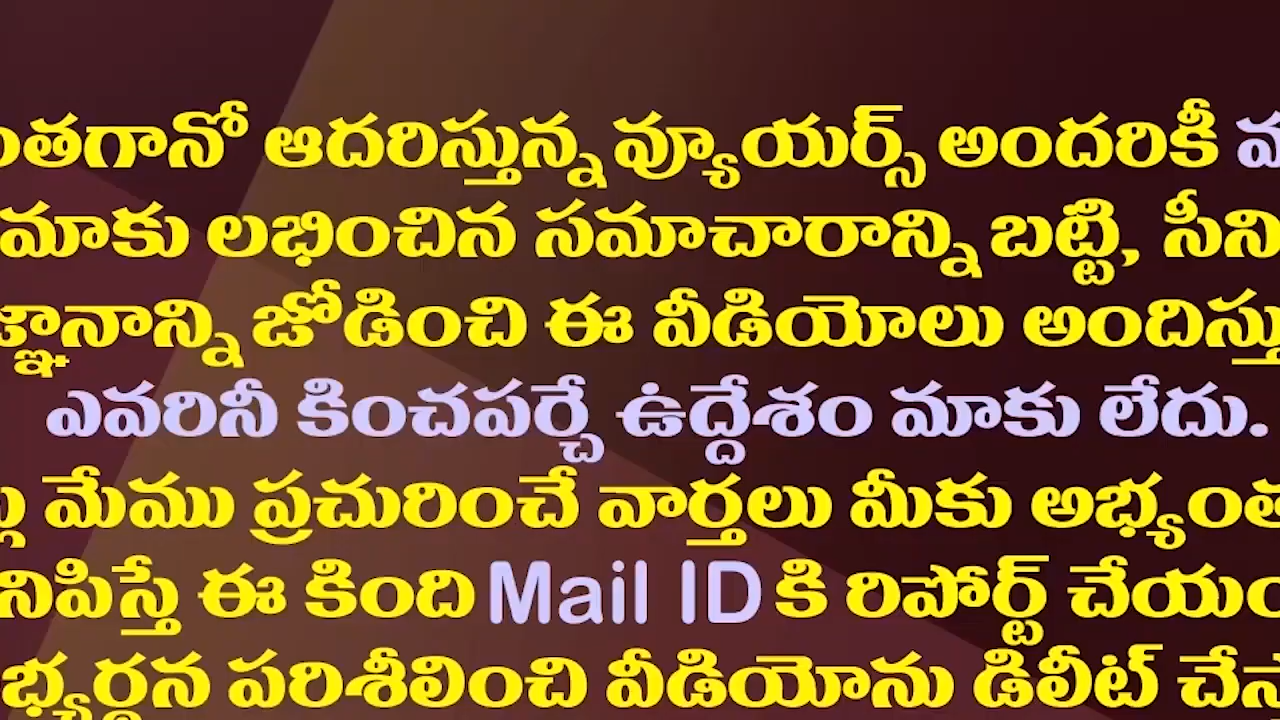 ంతగానో ఆదరిస్తున్న వ్యూయర్స్ అందరికీ
మాకు లభించిన సమాచారాన్ని బట్టి, సీని
జ్ఞానాన్ని జోడించి ఈ వీడియోలు అందిస్తు
ఎవరినీ కించపర్చే ఉద్దేశం మాకు లేదు.
మేము ప్రచురించే వార్తలు మీకు అభ్యంత
నిపిస్తే ఈ కింది Mail ID కి రిపోర్ట్ చేయం
భ్యర్థన పరిశీలించి వీడియోను డిలీట్ చేస